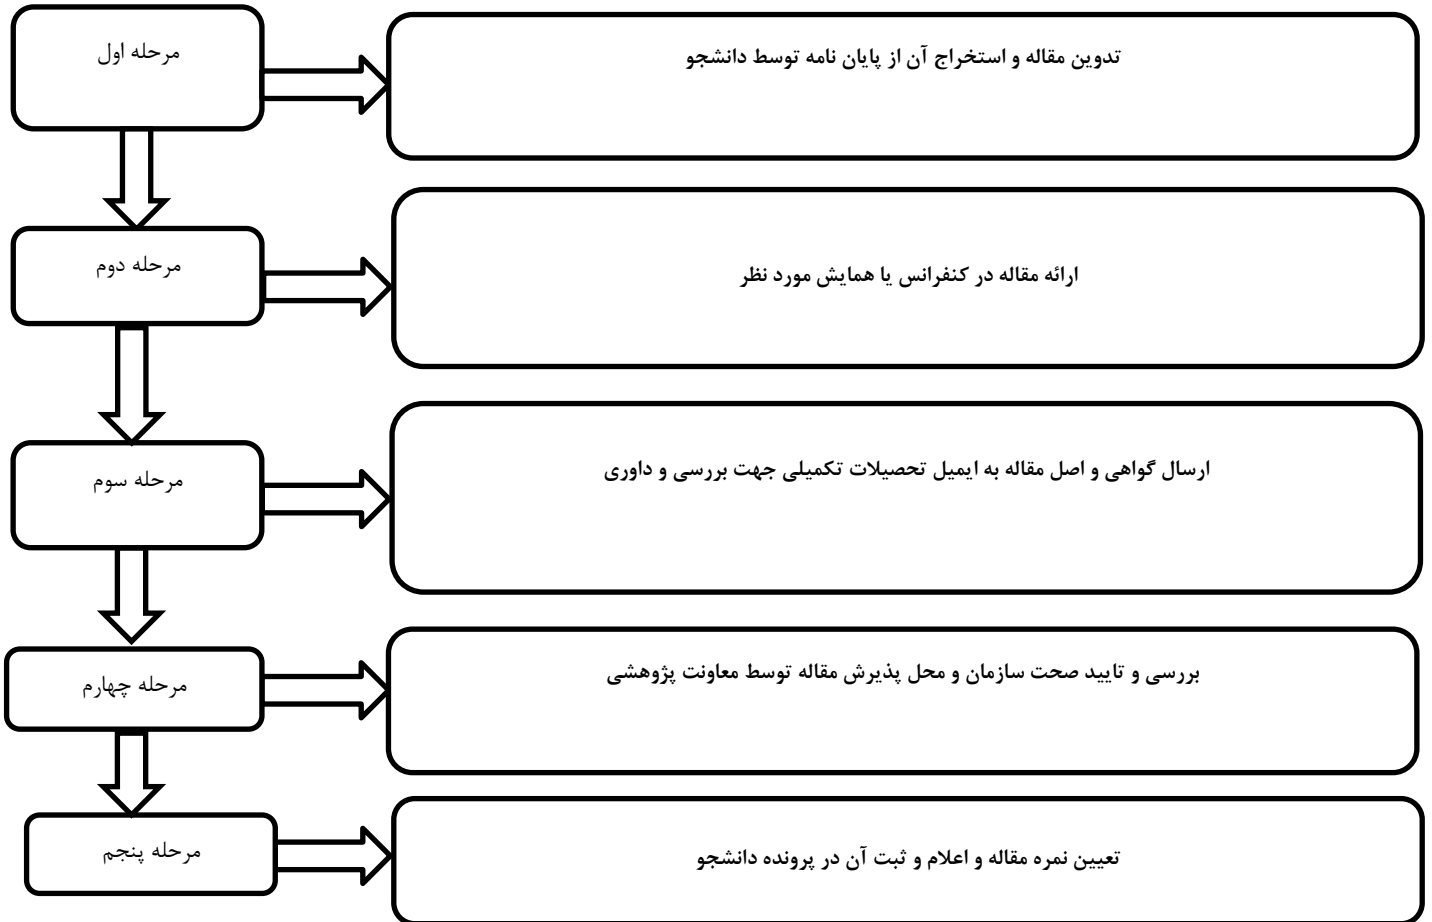 مرحله اول
تدوین مقاله و استخراج آن از پایان نامه توسط دانشجو
مرحله دوم
ارائه مقاله در کنفرانس یا همایش مورد نظر
مرحله سوم
ارسال گواهی و اصل مقاله به ایمیل تحصیلات تکمیلی جهت بررسی و داوری
مرحله چهارم
بررسی و تایید صحت سازمان و محل پذیرش مقاله توسط معاونت پژوهشی
مرحله پنجم
تعیین نمره مقاله و اعلام و ثبت آن در پرونده دانشجو